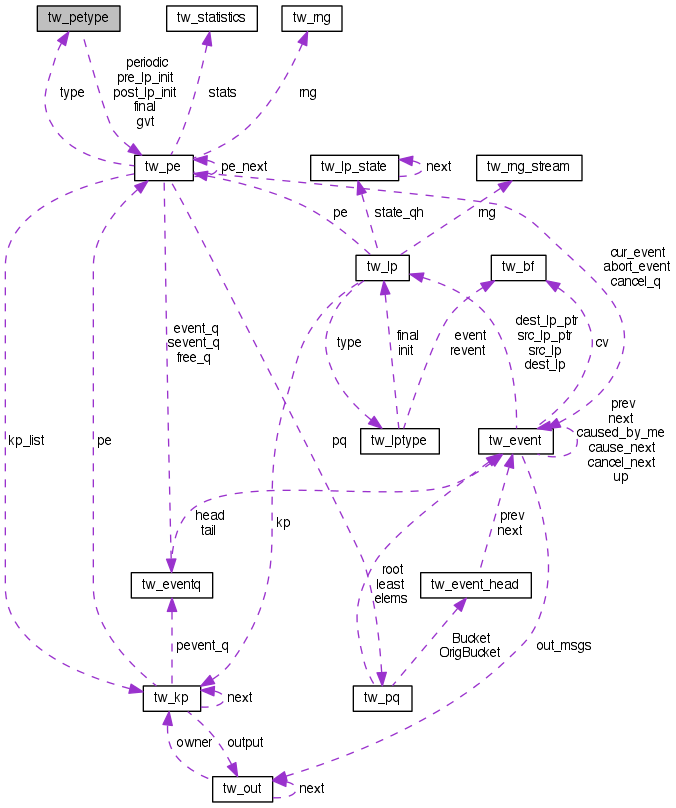 tw_petype
tw_statistics
tw_rng
periodic
pre_lp_init
post_lp_init
final
gvt
type
stats
rng
tw_pe
pe_next
tw_lp_state
next
tw_rng_stream
pe
state_qh
rng
tw_lp
tw_bf
cur_event
abort_event
cancel_q
event_q
sevent_q
free_q
type
final
init
event
revent
dest_lp_ptr
src_lp_ptr
src_lp
dest_lp
cv
kp_list
pe
pq
tw_lptype
tw_event
prev
next
caused_by_me
cause_next
cancel_next
up
head
tail
kp
prev
next
tw_eventq
root
least
elems
tw_event_head
pevent_q
Bucket
OrigBucket
out_msgs
tw_kp
next
tw_pq
owner
output
tw_out
next